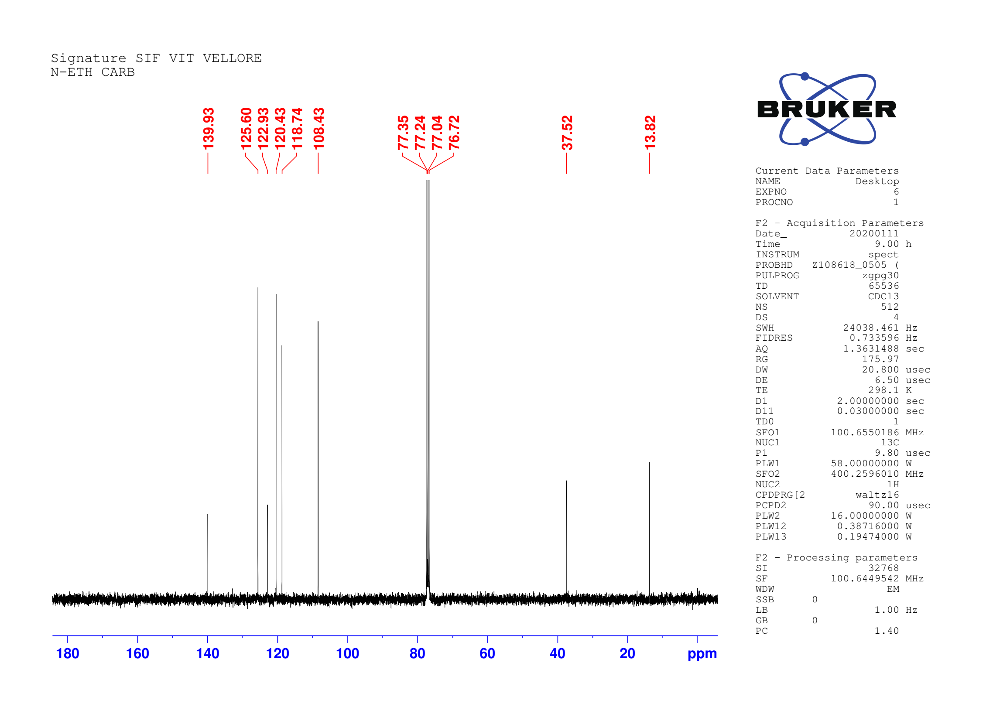 Signature SIF VIT VELLORE
N-ETH CARB
139.93
125.60
122.93
120.43
118.74
108.43
77.35
77.24
77.04
76.72
37.52
13.82
180 160 140 120 100 80 60 40 20 ppm
BRUKER
Current Data Parameters
NAME Desktop
EXPNO 6
PROCNO 1
F2 - Acquisition Parameters
Date_ 20200111
Time 9.00 h
INSTRUM spect
PROBHD Z108618_0505 (
PULPROG zgpg30
TD 65536
SOLVENT CDCl3
NS 512
DS 4
SWH 24038.461 Hz
FIDRES 0.733596 Hz
AQ 1.3631488 sec
RG 175.97
DW 20.800 usec
DE 6.50 usec
TE 298.1 K
D1 2.00000000 sec
D11 0.03000000 sec
TD0 1
SFO1 100.6550186 MHz
NUC1 13C
P1 9.80 usec
PLW1 58.00000000 W
SFO2 400.2596010 MHz
NUC2 1H
CPDPRG[2 waltz16
PCPD2 90.00 usec
PLW2 16.00000000 W
PLW12 0.38716000 W
PLW13 0.19474000 W
F2 - Processing parameters
SI 32768
SF 100.6449542 MHz
WDW EM
SSB 0
LB 1.00 Hz
GB 0
PC 1.40